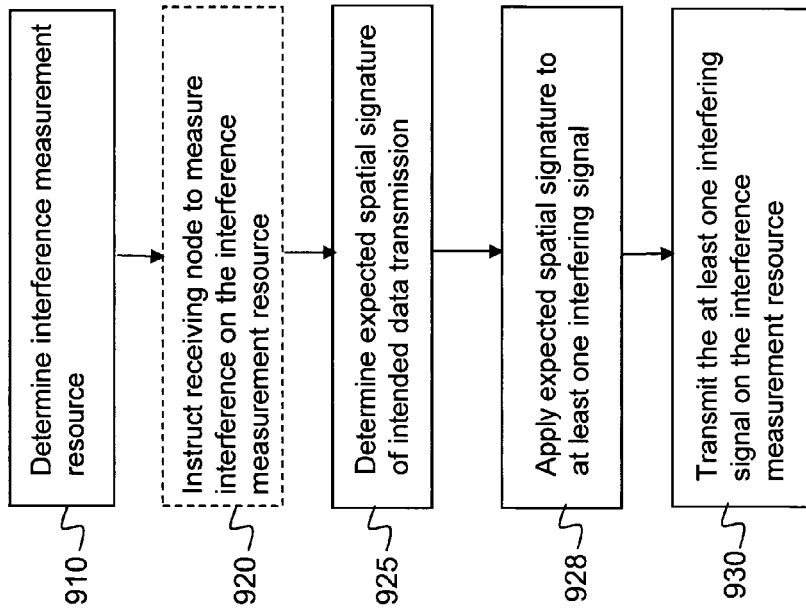 910
Determine interference measurement
resource
920
Instruct receiving node to measure
interference on the interference
measurement resource
925
Determine expected spatial signature
of intended data transmission
928
Apply expected spatial signature to
at least one interfering signal
930
Transmit the at least one interfering
signal on the interference
measurement resource